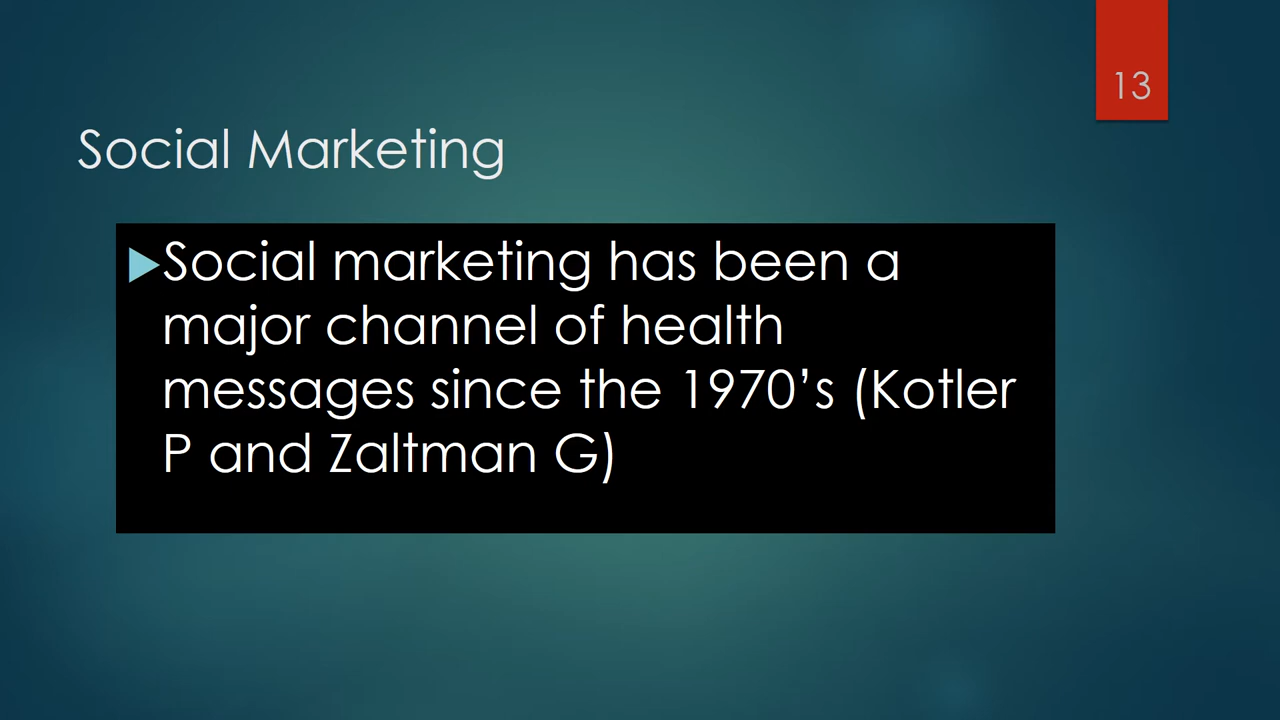 13
Social Marketing
Social marketing has been a
major channel of health
messages since the 1970’s (Kotler
P and Zaltman G)